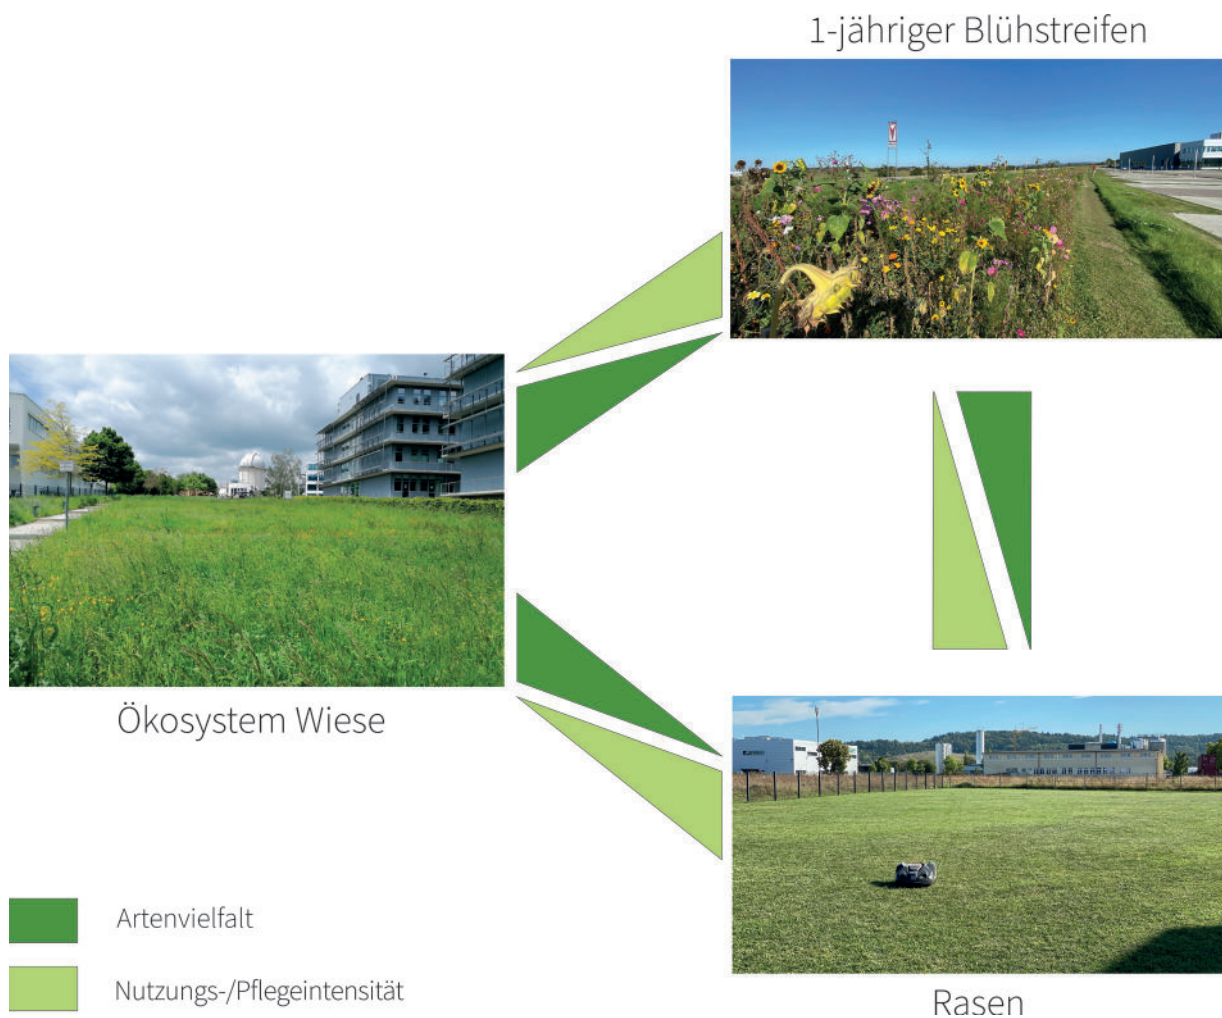 1-jähriger Blühstreifen
Ökosystem Wiese
Artenvielfalt
Nutzungs-/Pflegeintensität
Rasen